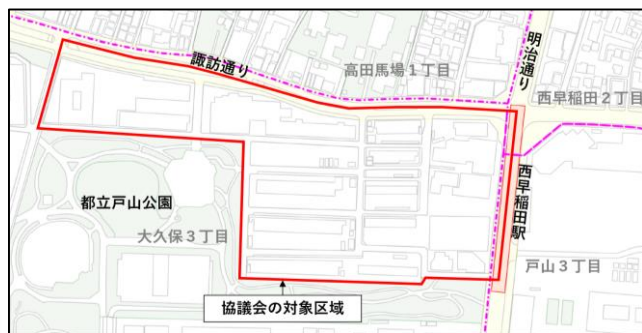 諏訪通り
高田馬場１丁目
明治通り
西早稲田２丁目
都立戸山公園
大久保３丁目
西早稲田駅
戸山３丁目
協議会の対象区域